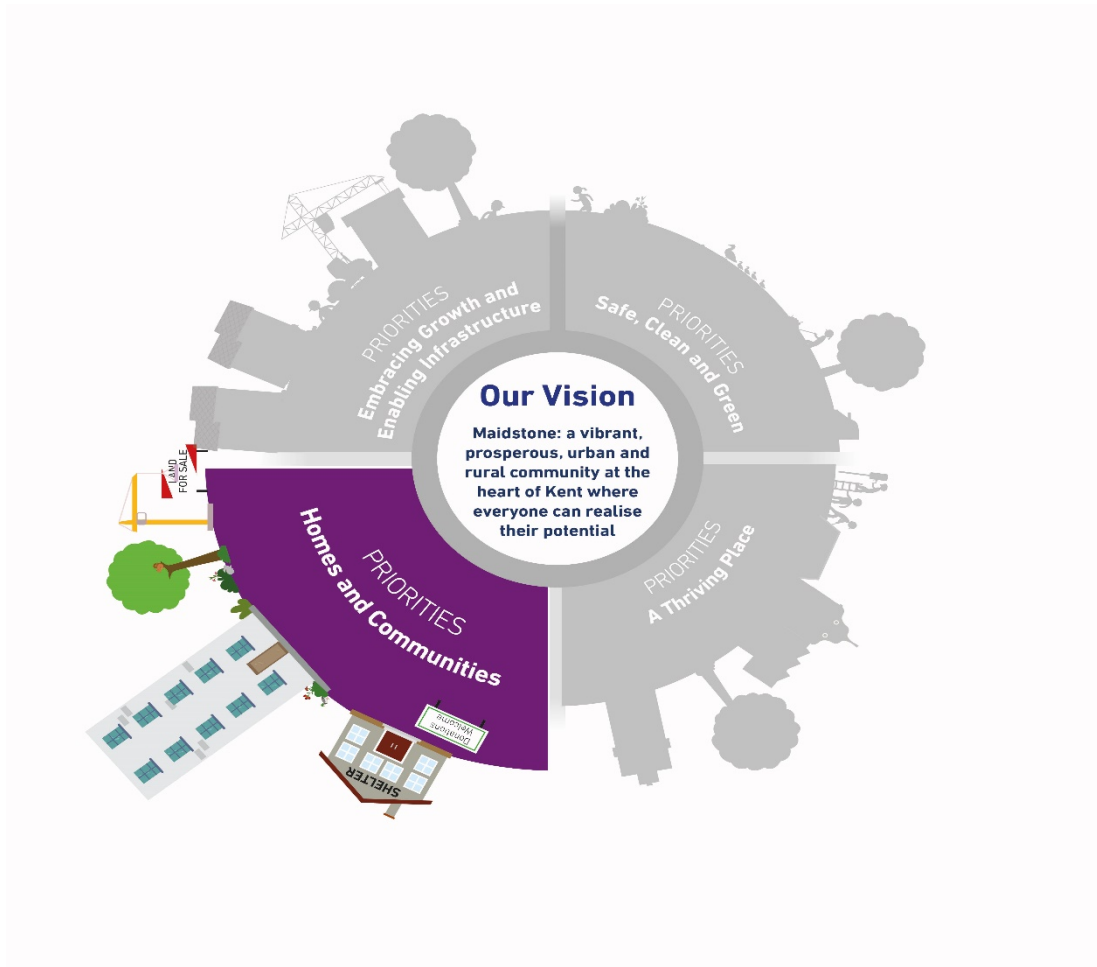 PRIORITIES
Embracing Growth and
Enabling Infrastructure
PRIORITIES
Safe, Clean and Green
Our Vision
Maidstone: a vibrant,
prosperous, urban and
rural community at the
heart of Kent where
everyone can realise
their potential
LAND
FOR SALE
PRIORITIES
Homes and Communities
PRIORITIES
A Thriving Place
Donations
Welcome
SHELTER